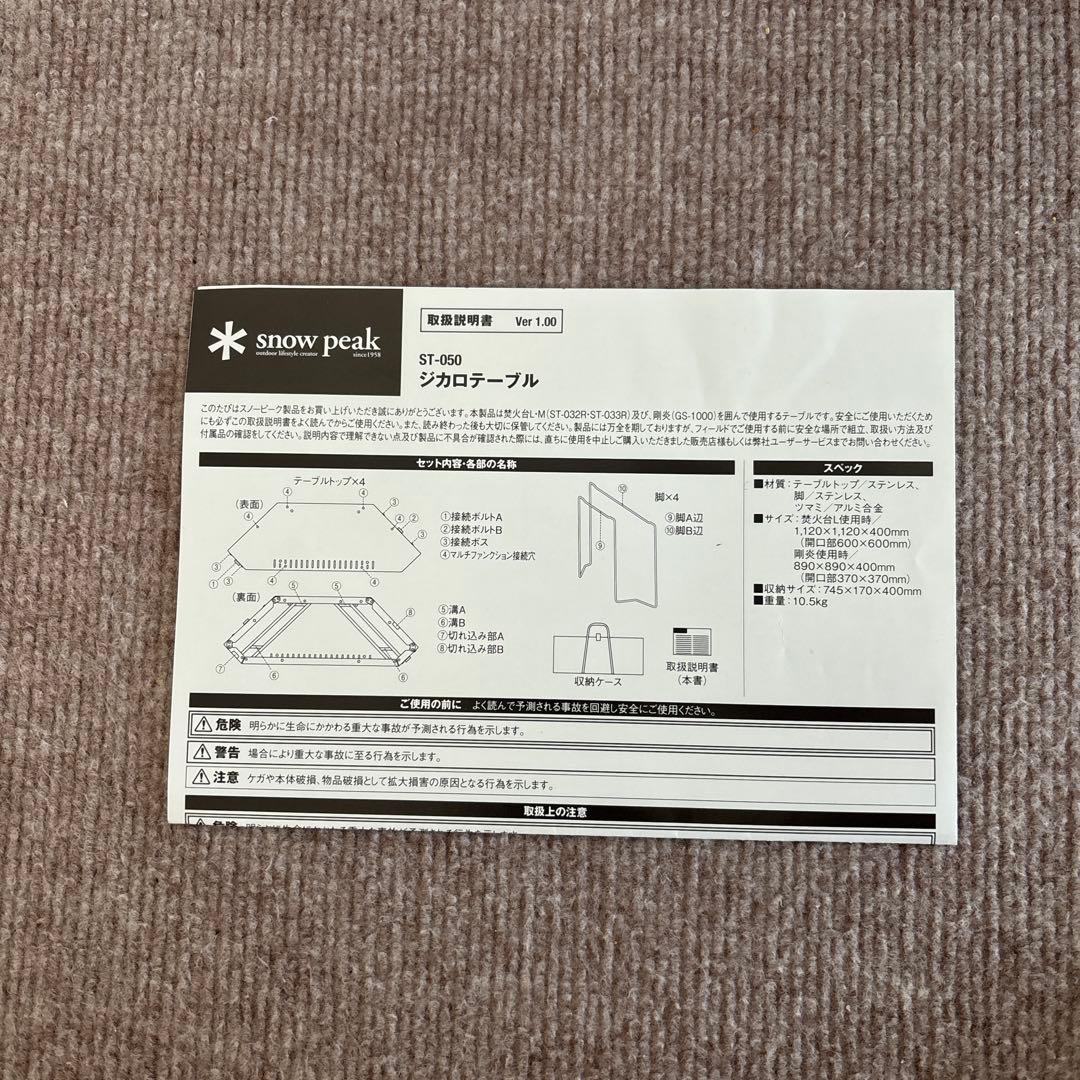 snow peak
outdoor lifestyle creator since1958
取扱説明書 Ver 1.00
ST-050
ジカロテーブル
このたびはスノーピーク製品をお買い上げいただき誠にありがとうございます。本製品は焚火台L・M(ST-032R・ST-033R)及び、剛炎(GS-1000)を囲んで使用するテーブルです。安全にご使用いただくため
にも必ずこの取扱説明書をよく読んでからご使用ください。また、読み終わった後も大切に保管してください。製品には万全を期しておりますが、フィールドでご使用する前に安全な場所で組立、取扱い方法及び
付属品の確認をしてください。説明内容で理解できない点及び製品に不具合が確認された際には、直ちに使用を中止しご購入いただきました販売店様もしくは弊社ユーザーサービスまでお問い合わせください。
セット内容・各部の名称
テーブルトップ×4
(表面)
④ ④ ④ ③ ④ ② ③
③ ① ③ ④ ④
①接続ボルトA
②接続ボルトB
③接続ボス
④マルチファンクション接続穴
(裏面)
⑤ ⑤ ⑧
⑦ ⑥ ⑥
⑤溝A
⑥溝B
⑦切れ込み部A
⑧切れ込み部B
⑩
⑨
脚×4
⑨脚A辺
⑩脚B辺
収納ケース
取扱説明書
(本書)
スペック
■材質:テーブルトップ/ステンレス、
脚/ステンレス、
ツマミ/アルミ合金
■サイズ:焚火台L使用時/
1,120×1,120×400mm
(開口部600×600mm)
剛炎使用時/
890×890×400mm
(開口部370×370mm)
■収納サイズ:745×170×400mm
■重量:10.5kg
ご使用の前に よく読んで予測される事故を回避し安全にご使用ください。
危険 明らかに生命にかかわる重大な事故が予測される行為を示します。
警告 場合により重大な事故に至る行為を示します。
注意 ケガや本体破損、物品破損として拡大損害の原因となる行為を示します。
取扱上の注意